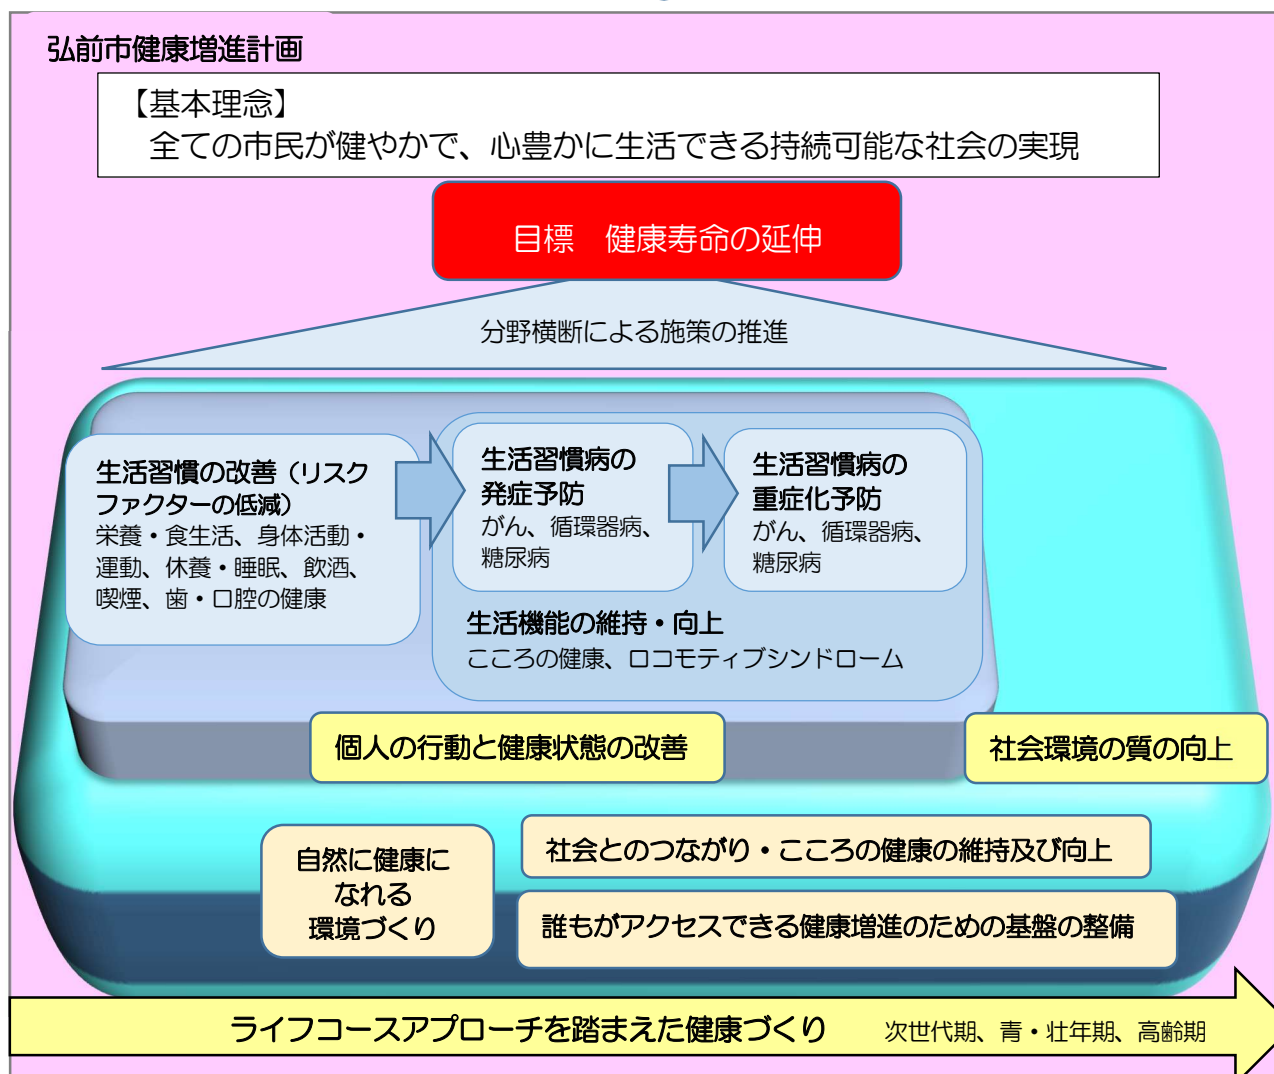 弘前市健康増進計画
【基本理念】
全ての市民が健やかで、心豊かに生活できる持続可能な社会の実現
目標　健康寿命の延伸
分野横断による施策の推進
生活習慣の改善（リスク
ファクターの低減）
栄養・食生活、身体活動・
運動、休養・睡眠、飲酒、
喫煙、歯・口腔の健康
生活習慣病の
発症予防
がん、循環器病、
糖尿病
生活習慣病の
重症化予防
がん、循環器病、
糖尿病
生活機能の維持・向上
こころの健康、ロコモティブシンドローム
個人の行動と健康状態の改善
社会環境の質の向上
自然に健康に
なれる
環境づくり
社会とのつながり・こころの健康の維持及び向上
誰もがアクセスできる健康増進のための基盤の整備
ライフコースアプローチを踏まえた健康づくり　次世代期、青・壮年期、高齢期